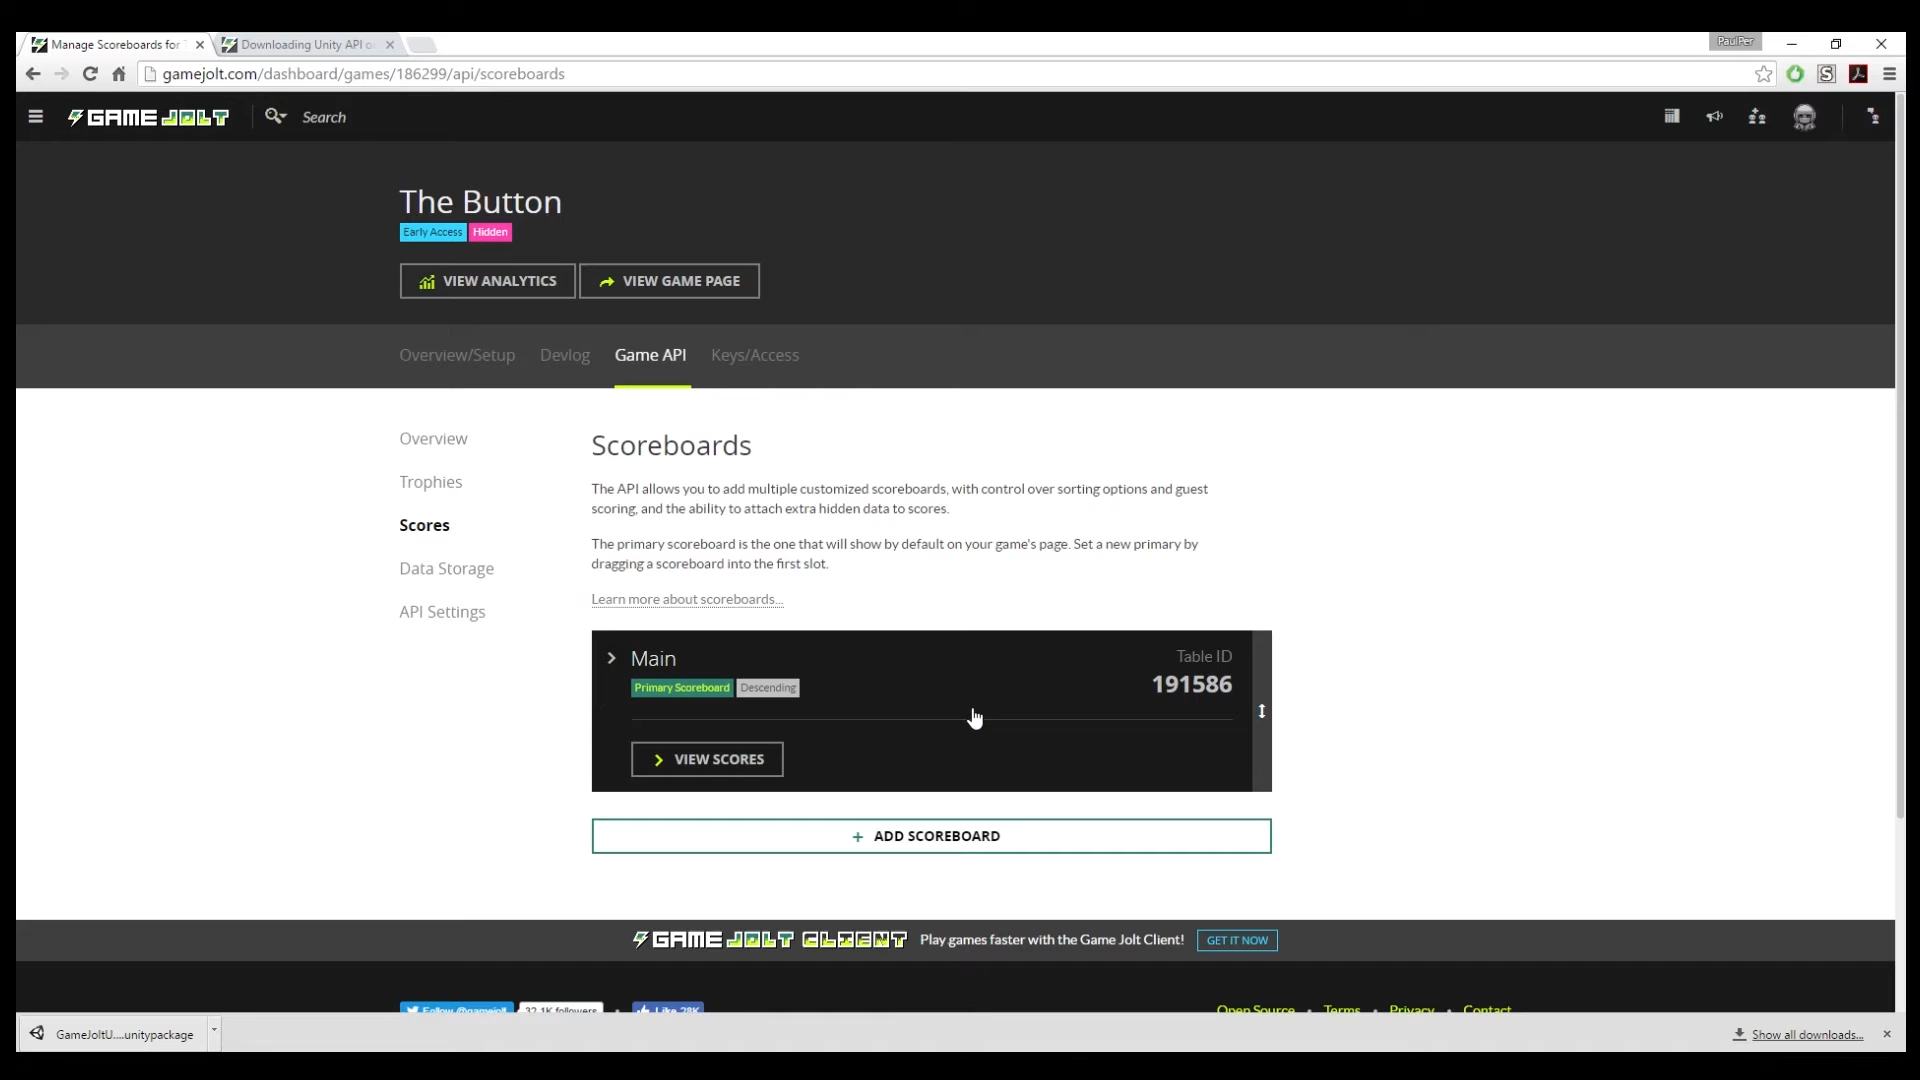 Manage Scoreboards for T
Downloading Unity API o
PaulPer
gamejolt.com/dashboard/games/186299/api/scoreboards
GAME JOLT
Search
The Button
Early Access Hidden
VIEW ANALYTICS
VIEW GAME PAGE
Overview/Setup Devlog Game API Keys/Access
Overview
Trophies
Scores
Data Storage
API Settings
Scoreboards
The API allows you to add multiple customized scoreboards, with control over sorting options and guest
scoring, and the ability to attach extra hidden data to scores.
The primary scoreboard is the one that will show by default on your game's page. Set a new primary by
dragging a scoreboard into the first slot.
Learn more about scoreboards...
Main
Primary Scoreboard Descending
Table ID
191586
VIEW SCORES
+ ADD SCOREBOARD
GAME JOLT CLIENT Play games faster with the Game Jolt Client! GET IT NOW
Follow @gamejolt 32.1K followers • Like 28K
Open Source • Terms • Privacy • Contact
GameJoltU....unitypackage
Show all downloads...